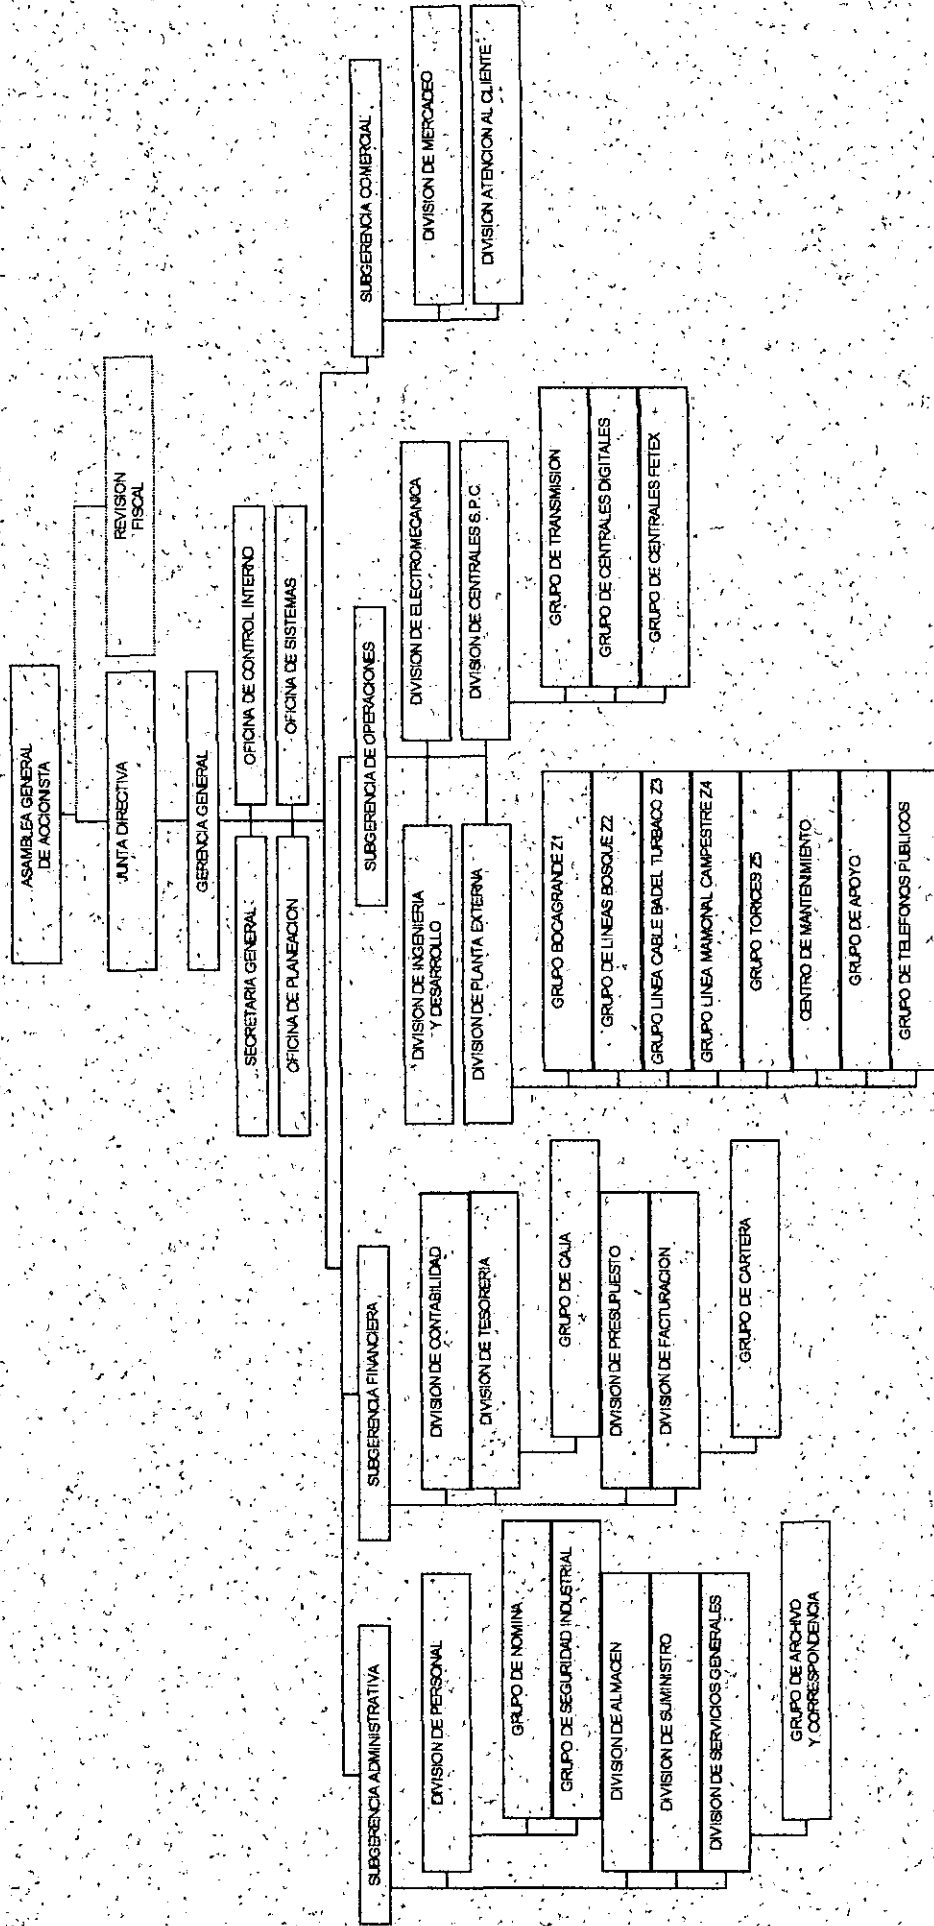 ASAMBLEA GENERAL
DE ACCIONISTA
REVISION
FISCAL
JUNTA DIRECTIVA
GERENCIA GENERAL
SECRETARIA GENERAL
OFICINA DE CONTROL INTERNO
OFICINA DE PLANEACION
OFICINA DE SISTEMAS
SUBGERENCIA ADMINISTRATIVA
DIVISION DE PERSONAL
GRUPO DE NOMINA
GRUPO DE SEGURIDAD INDUSTRIAL
DIVISION DE ALMACEN
DIVISION DE SUMINISTRO
DIVISION DE SERVICIOS GENERALES
GRUPO DE ARCHIVO
Y CORRESPONDENCIA
SUBGERENCIA FINANCIERA
DIVISION DE CONTABILIDAD
DIVISION DE TESORERIA
GRUPO DE CAJA
DIVISION DE PRESUPUESTO
DIVISION DE FACTURACION
GRUPO DE CARTERA
SUBGERENCIA DE OPERACIONES
DIVISION DE INGENIERIA
Y DESARROLLO
DIVISION DE ELECTROMECANICA
DIVISION DE PLANTA EXTERNA
DIVISION DE CENTRALES S.P.C.
GRUPO BOCAGRANDE Z1
GRUPO DE LINEAS BOSQUE Z2
GRUPO LINEA CABLE BADEL TURBACO Z3
GRUPO LINEA MAMONAL CAMPESTRE Z4
GRUPO TORICES Z5
CENTRO DE MANTENIMIENTO
GRUPO DE APOYO
GRUPO DE TELEFONOS PUBLICOS
GRUPO DE TRANSMISION
GRUPO DE CENTRALES DIGITALES
GRUPO DE CENTRALES FETEX
SUBGERENCIA COMERCIAL
DIVISION DE MERCADEO
DIVISION ATENCION AL CLIENTE